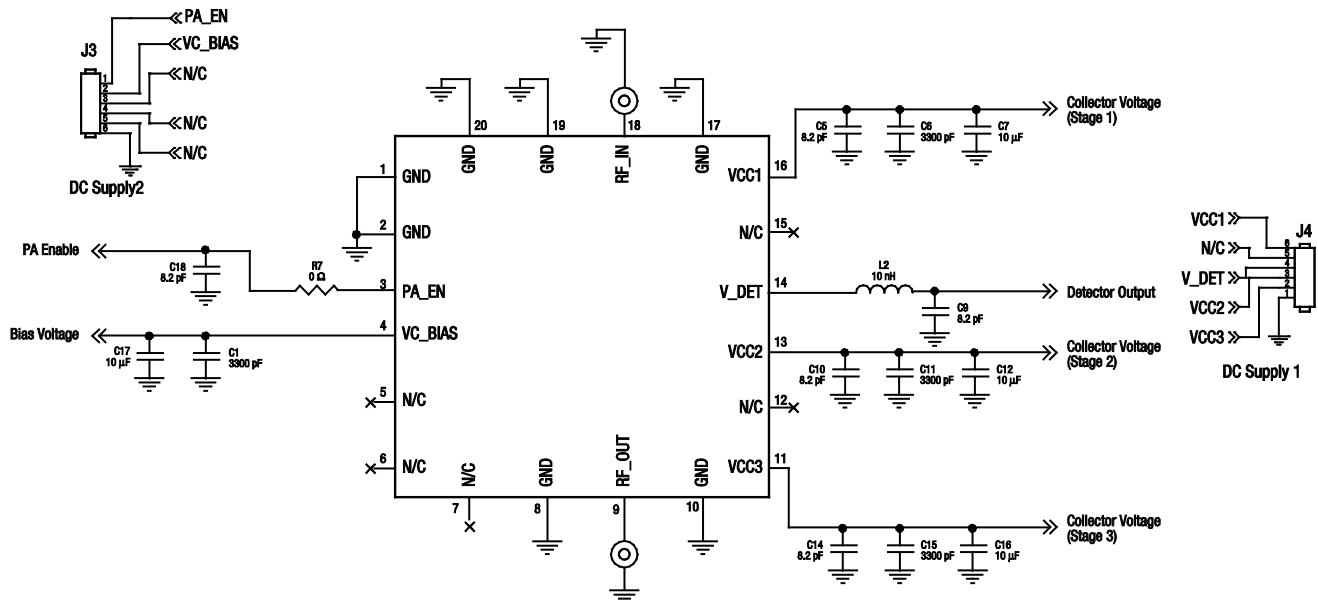 PA_EN
VC_BIAS
J3
N/C
1
2
3
4
5
6
N/C
N/C
DC Supply2
PA Enable
C18
8.2 pF
R7
0 Ω
Bias Voltage
C17
10 µF
C1
3300 pF
20
19
18
17
GND
GND
RF_IN
GND
1
GND
2
GND
3
PA_EN
4
VC_BIAS
5
N/C
6
N/C
16
VCC1
15
N/C
14
V_DET
13
VCC2
12
N/C
11
VCC3
N/C
GND
RF_OUT
GND
7
8
9
10
C5
8.2 pF
C6
3300 pF
C7
10 µF
Collector Voltage
(Stage 1)
L2
10 nH
C9
8.2 pF
Detector Output
C10
8.2 pF
C11
3300 pF
C12
10 µF
Collector Voltage
(Stage 2)
C14
8.2 pF
C15
3300 pF
C16
10 µF
Collector Voltage
(Stage 3)
VCC1
J4
N/C
V_DET
VCC2
VCC3
6
5
4
3
2
1
DC Supply 1